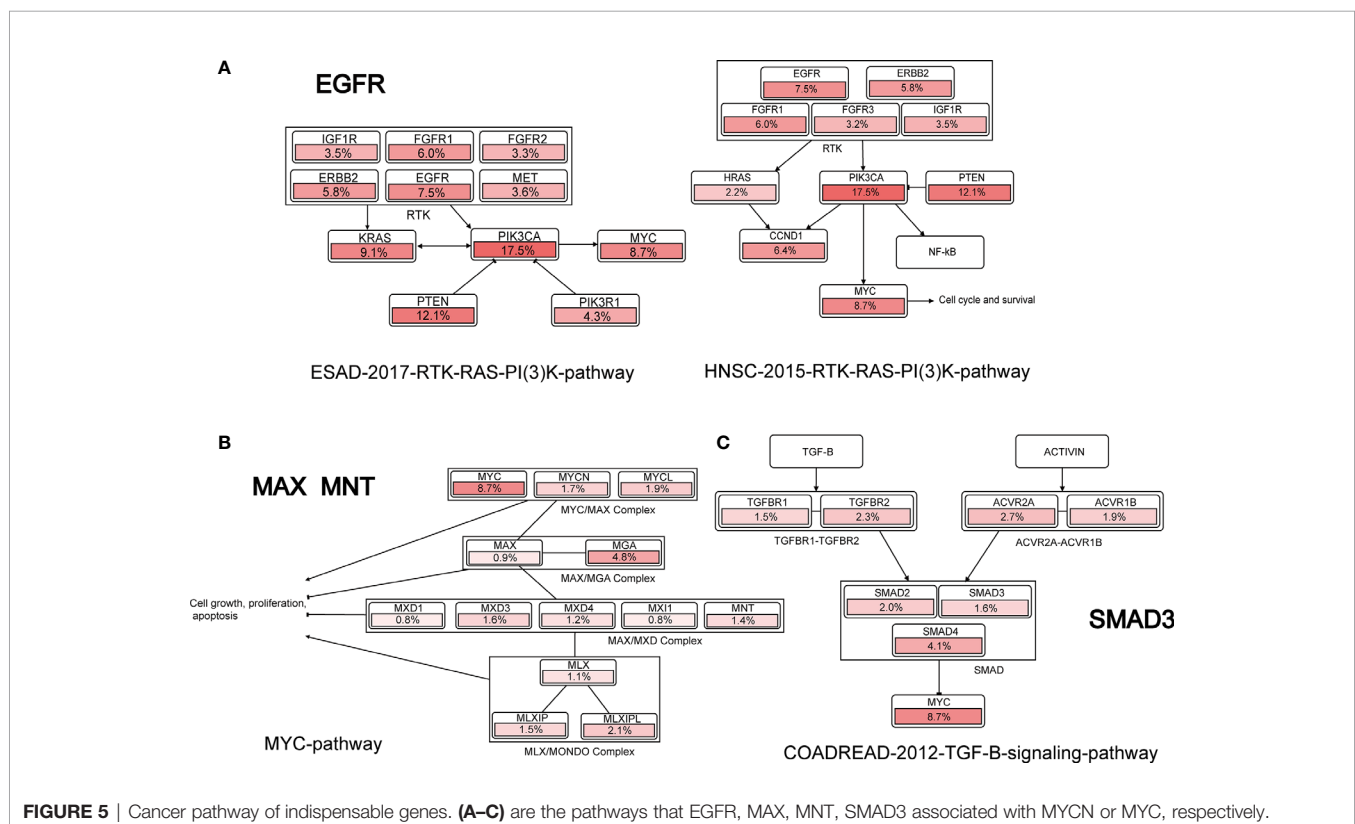 A
EGFR
IGF1R FGFR1 FGFR2
3.5% 6.0% 3.3%
ERBB2 EGFR MET
5.8% 7.5% 3.6%
RTK
KRAS PIK3CA MYC
9.1% 17.5% 8.7%
PTEN PIK3R1
12.1% 4.3%
ESAD-2017-RTK-RAS-PI(3)K-pathway
EGFR ERBB2
7.5% 5.8%
FGFR1 FGFR3 IGF1R
6.0% 3.2% 3.5%
RTK
HRAS PIK3CA PTEN
2.2% 17.5% 12.1%
CCND1
6.4%
NF-kB
MYC
8.7%
Cell cycle and survival
HNSC-2015-RTK-RAS-PI(3)K-pathway
B
MAX MNT
MYC MYCN MYCL
8.7% 1.7% 1.9%
MYC/MAX Complex
MAX MGA
0.9% 4.8%
MAX/MGA Complex
Cell growth, proliferation,
apoptosis
MXD1 MXD3 MXD4 MXI1 MNT
0.8% 1.6% 1.2% 0.8% 1.4%
MAX/MXD Complex
MLX
1.1%
MLXIP MLXIPL
1.5% 2.1%
MLX/MONDO Complex
MYC-pathway
C
TGF-B ACTIVIN
TGFBR1 TGFBR2 ACVR2A ACVR1B
1.5% 2.3% 2.7% 1.9%
TGFBR1-TGFBR2 ACVR2A-ACVR1B
SMAD2 SMAD3
2.0% 1.6%
SMAD4
4.1%
SMAD
SMAD3
MYC
8.7%
COADREAD-2012-TGF-B-signaling-pathway
FIGURE 5 | Cancer pathway of indispensable genes. (A–C) are the pathways that EGFR, MAX, MNT, SMAD3 associated with MYCN or MYC, respectively.